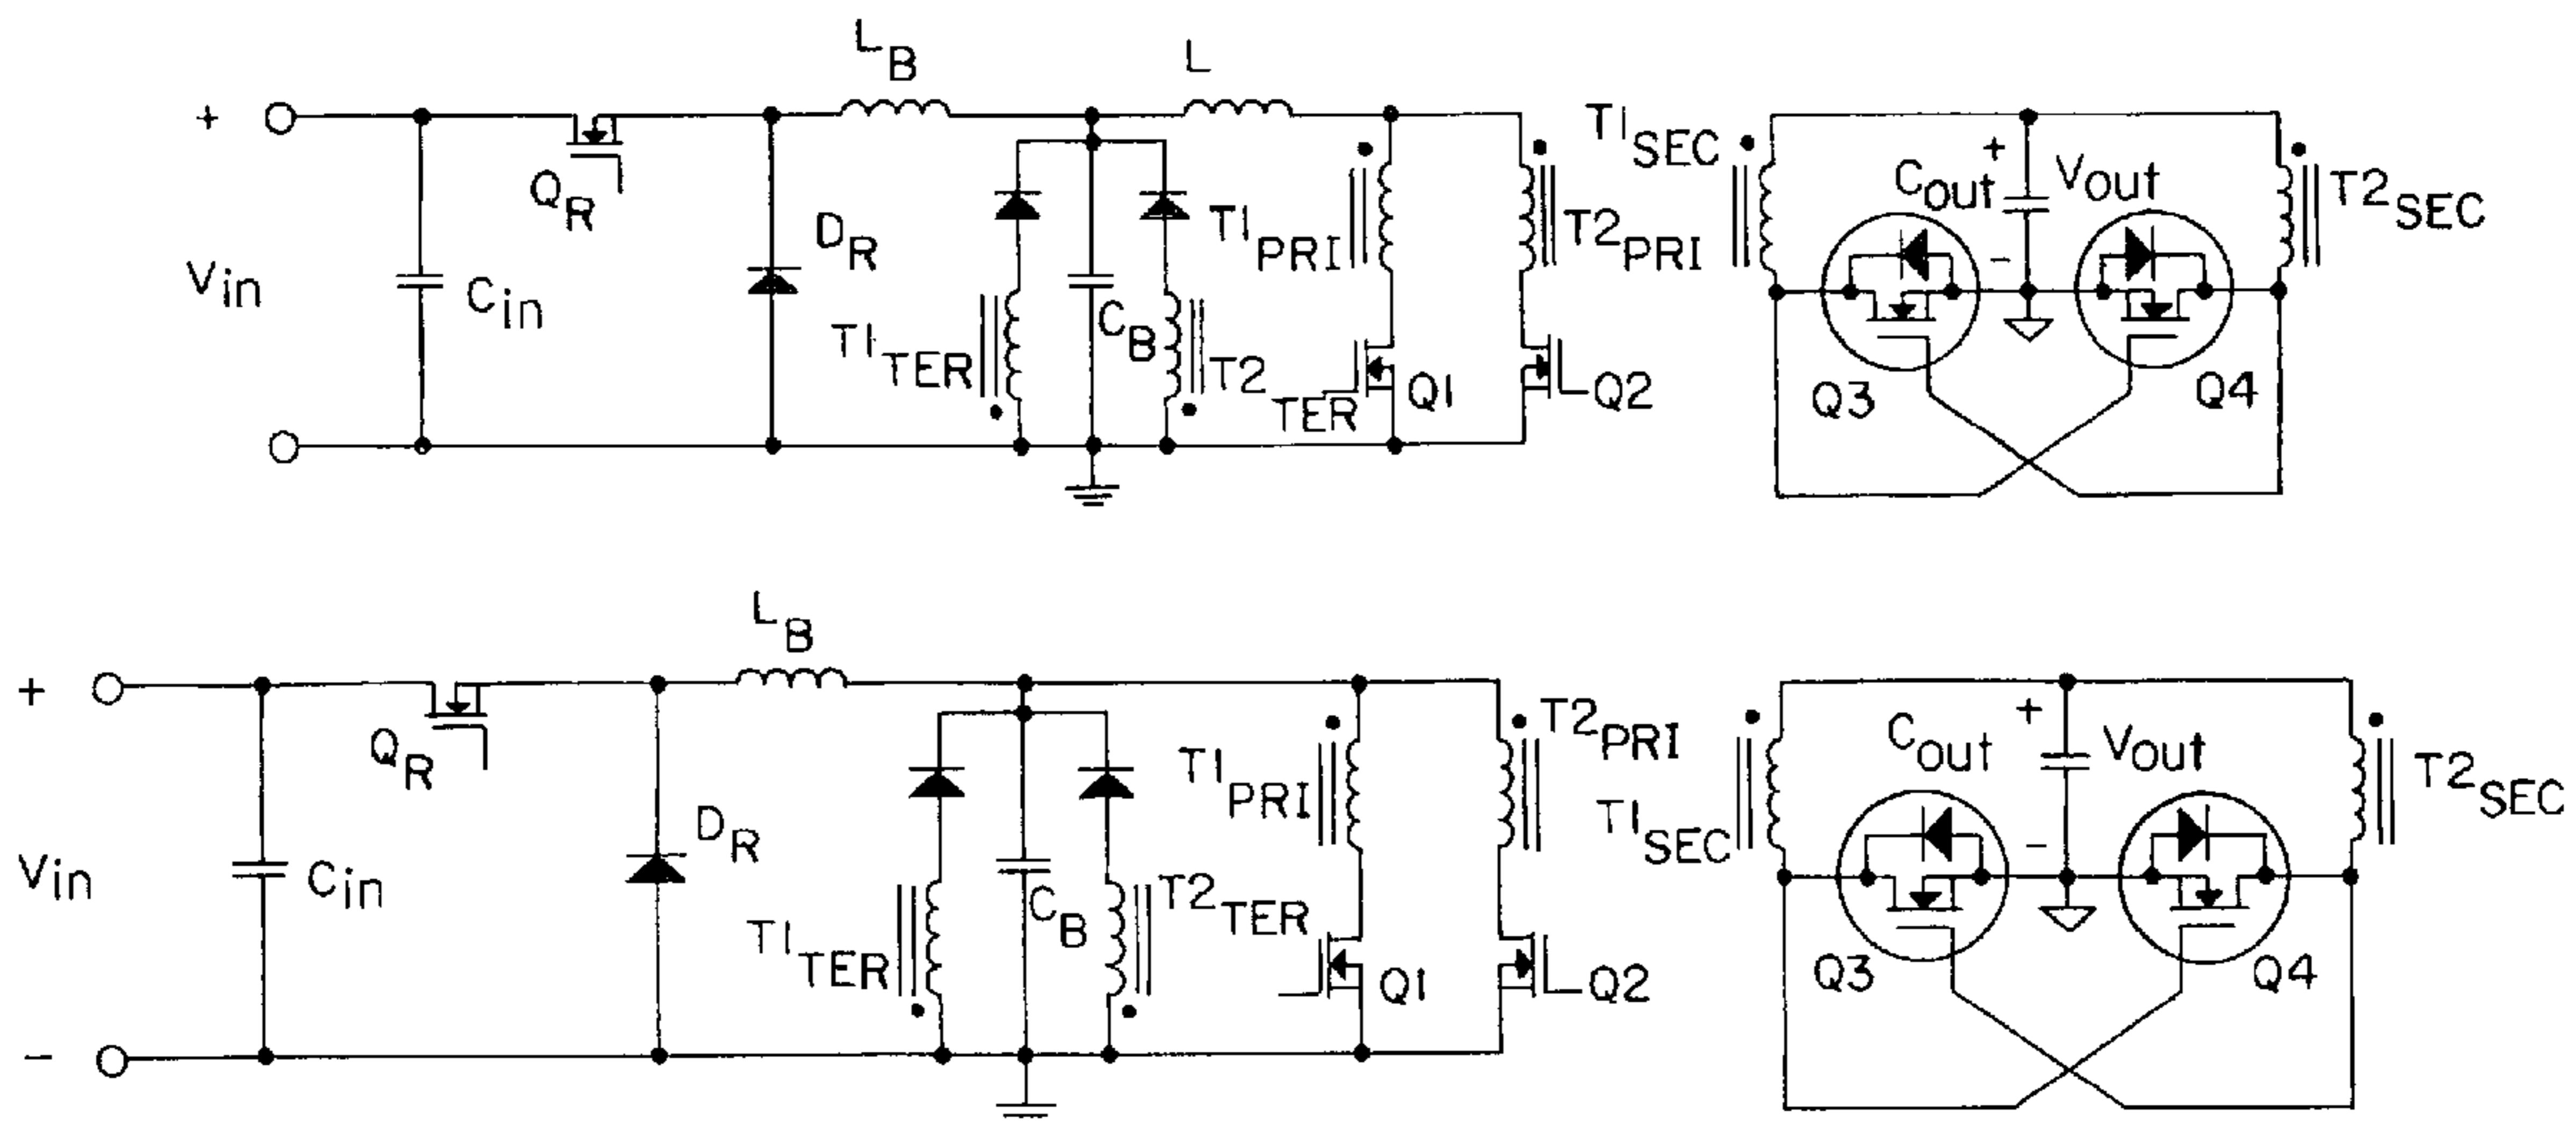 L_B L
+ Q_R D_R T1_PRI T2_PRI T1_SEC C_out + V_out T2_SEC
V_in C_in T1_TER C_B T2_TER Q1 Q2 - Q3 Q4
L_B
+ Q_R D_R T1_PRI T2_PRI T1_SEC C_out + V_out T2_SEC
V_in C_in T1_TER C_B T2_TER Q1 Q2 - Q3 Q4
-